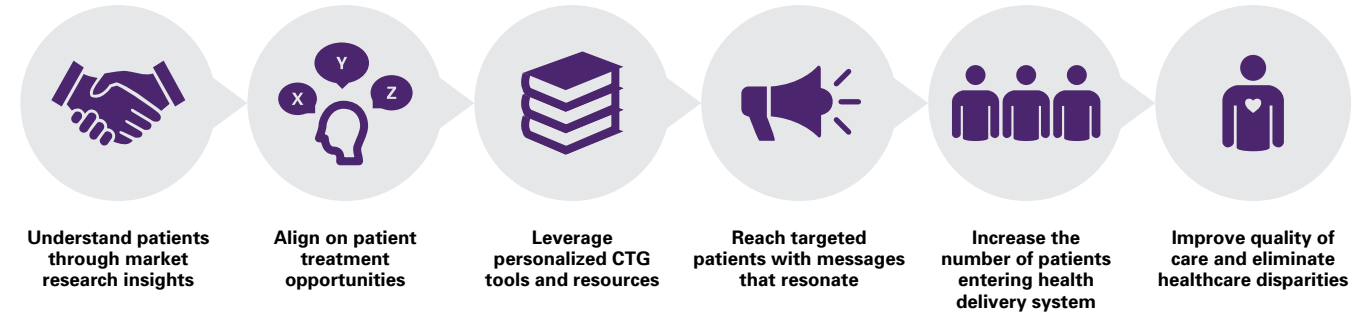 X
Y
Z
Understand patients
through market
research insights
Align on patient
treatment
opportunities
Leverage
personalized CTG
tools and resources
Reach targeted
patients with messages
that resonate
Increase the
number of patients
entering health
delivery system
Improve quality of
care and eliminate
healthcare disparities